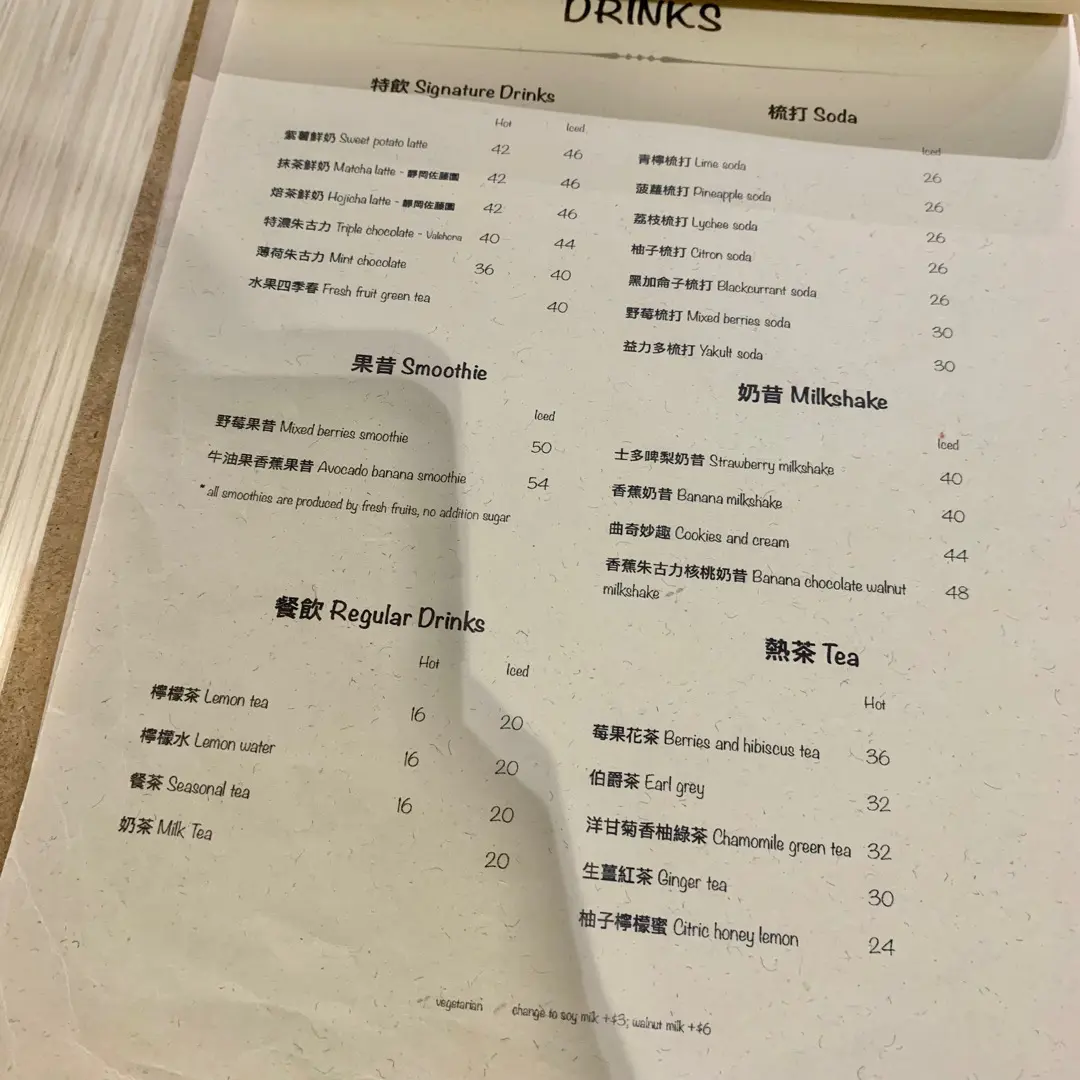 DRINKS
特飲 Signature Drinks
Hot Iced
紫薯鮮奶 Sweet potato latte 42 46
抹茶鮮奶 Matcha latte - 靜岡佐藤園 42 46
焙茶鮮奶 Hojicha latte - 靜岡佐藤園 42 46
特濃朱古力 Triple chocolate - Valehona 40 44
薄荷朱古力 Mint chocolate 36 40
水果四季春 Fresh fruit green tea 40
果昔 Smoothie
Iced
野莓果昔 Mixed berries smoothie 50
牛油果香蕉果昔 Avocado banana smoothie 54
*all smoothies are produced by fresh fruits, no addition sugar
餐飲 Regular Drinks
Hot Iced
檸檬茶 Lemon tea 16 20
檸檬水 Lemon water 16 20
餐茶 Seasonal tea 16 20
奶茶 Milk Tea 20
梳打 Soda
Iced
青檸梳打 Lime soda 26
菠蘿梳打 Pineapple soda 26
荔枝梳打 Lychee soda 26
柚子梳打 Citron soda 26
黑加侖子梳打 Blackcurrant soda 26
野莓梳打 Mixed berries soda 30
益力多梳打 Yakult soda 30
奶昔 Milkshake
Iced
士多啤梨奶昔 Strawberry milkshake 40
香蕉奶昔 Banana milkshake 40
曲奇妙趣 Cookies and cream 44
香蕉朱古力核桃奶昔 Banana chocolate walnut 48
milkshake
熱茶 Tea
Hot
莓果花茶 Berries and hibiscus tea 36
伯爵茶 Earl grey 32
洋甘菊香柚綠茶 Chamomile green tea 32
生薑紅茶 Ginger tea 30
柚子檸檬蜜 Citric honey lemon 24
vegetarian change to soy milk +$3; walnut milk +$6